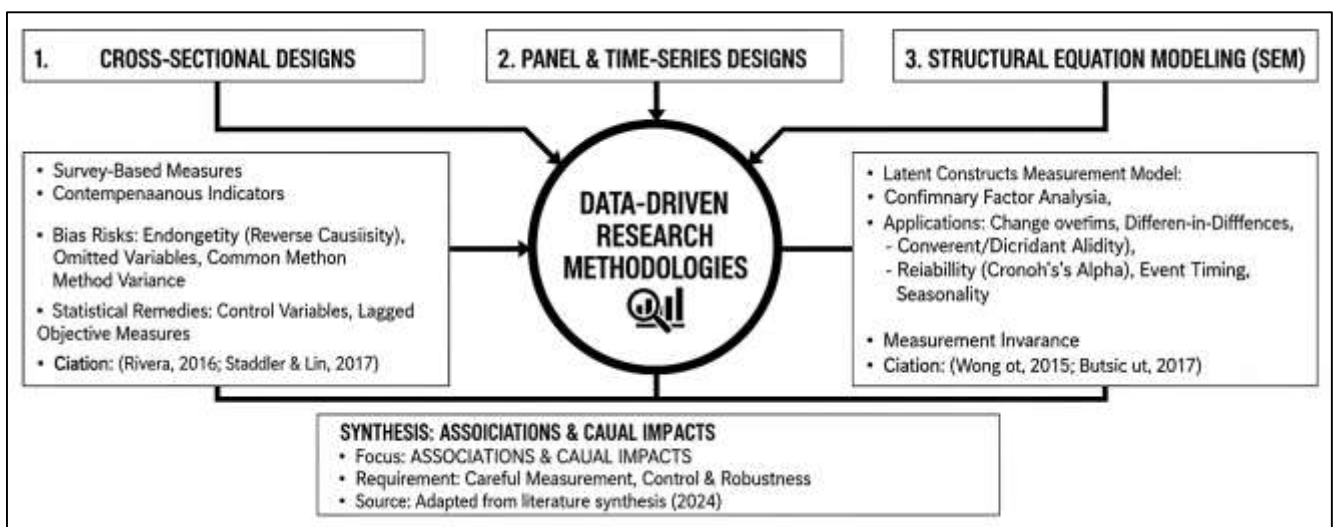 1. CROSS-SECTIONAL DESIGNS
2. PANEL & TIME-SERIES DESIGNS
3. STRUCTURAL EQUATION MODELING (SEM)
• Survey-Based Measures
• Contempenaanous Indicators
• Bias Risks: Endongetity (Reverse Causiisity),
Omitted Variables, Common Methon
Method Variance
• Statistical Remedies: Control Variables, Lagged
Objective Measures
• Ciation: (Rivera, 2016; Staddler & Lin, 2017)
DATA-DRIVEN
RESEARCH
METHODOLOGIES
• Latent Constructs Measurement Model:
• Confimnary Factor Analysia,
• Applications: Change overfims, Differen-in-Difffences,
- Converent/Dicridant Alidity),
- Reiabillity (Cronoh's's Alpha), Event Timing,
Seasonality
• Measurement Invarance
• Ciation: (Wong ot, 2015; Butsic ut, 2017)
SYNTHESIS: ASSOICIATIONS & CAUAL IMPACTS
• Focus: ASSOCIATIONS & CAUAL IMPACTS
• Requirement: Careful Measurement, Control & Robustness
• Source: Adapted from literature synthesis (2024)